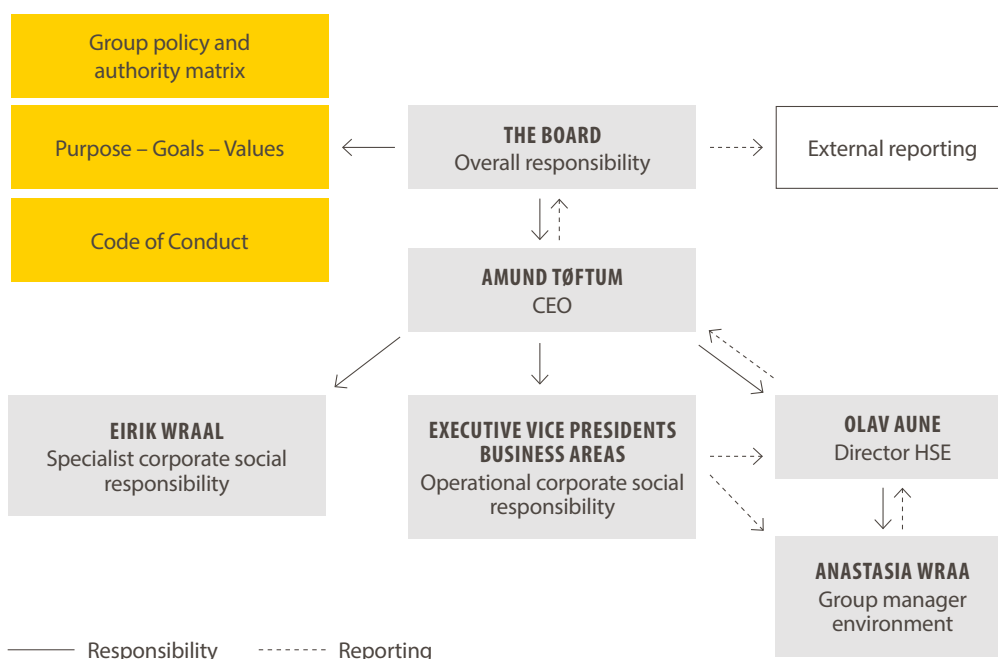 Group policy and
authority matrix
Purpose – Goals – Values
Code of Conduct
THE BOARD
Overall responsibility
External reporting
AMUND TØFTUM
CEO
EIRIK WRAAL
Specialist corporate social
responsibility
EXECUTIVE VICE PRESIDENTS
BUSINESS AREAS
Operational corporate social
responsibility
OLAV AUNE
Director HSE
ANASTASIA WRAA
Group manager
environment
Responsibility
Reporting